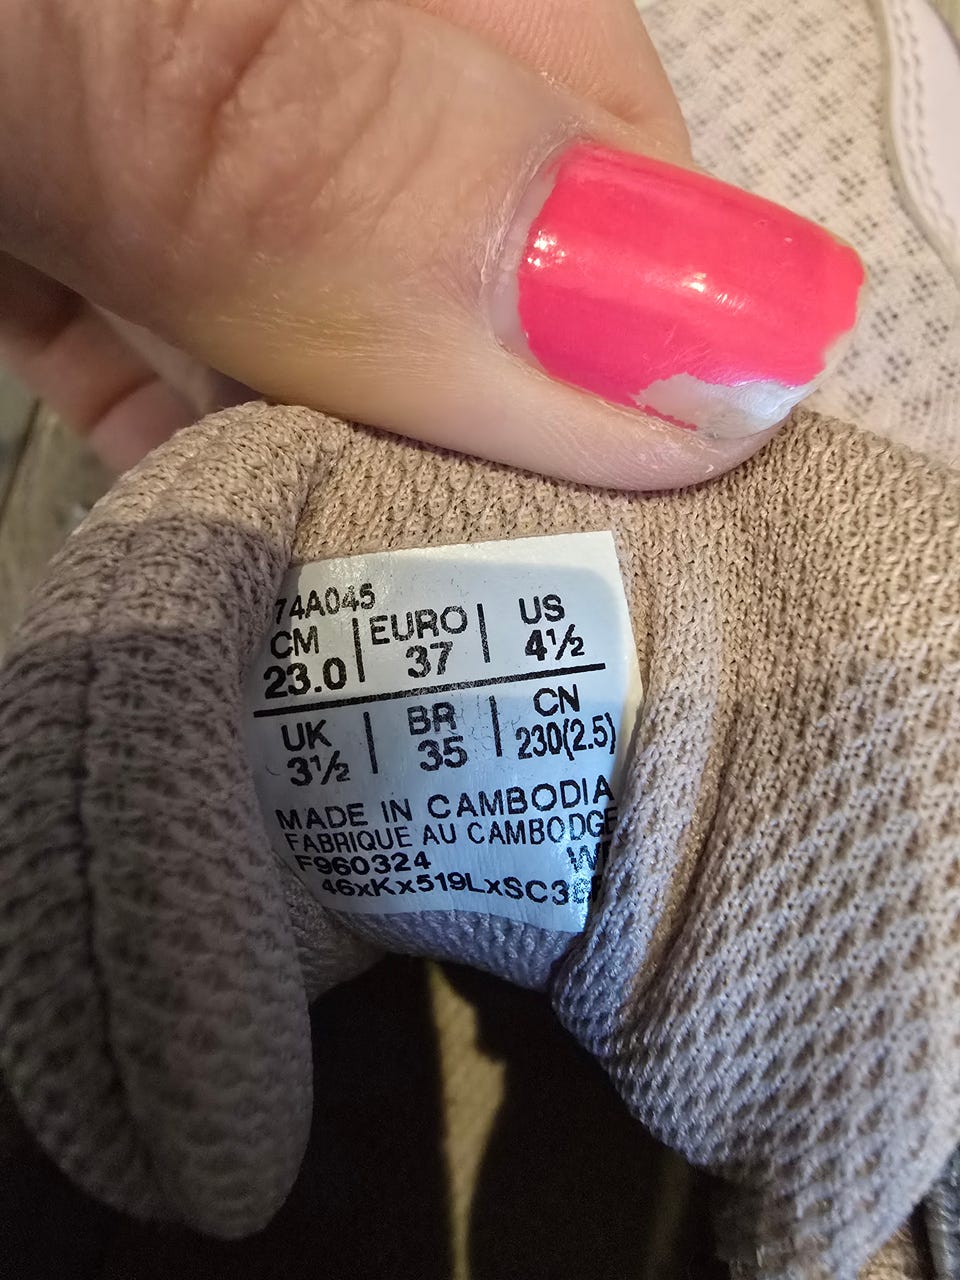 74A045
CM | EURO | US
23.0 | 37 | 4½
UK | BR | CN
3½ | 35 | 230(2.5)
MADE IN CAMBODIA
FABRIQUE AU CAMBODGE
F960324
46xKx519LxSC3